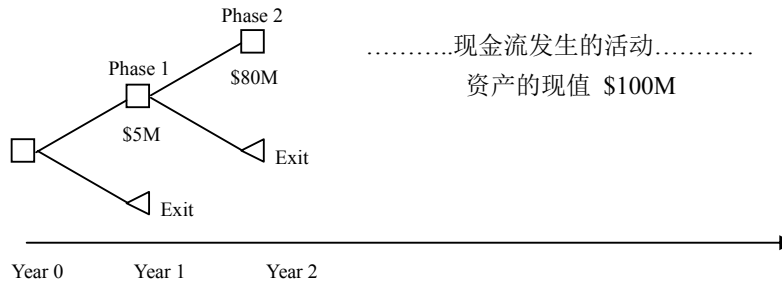 Phase 2
………..现金流发生的活动…………
Phase 1
$80M
资产的现值 $100M
$5M
Exit
Exit
Year 0
Year 1
Year 2